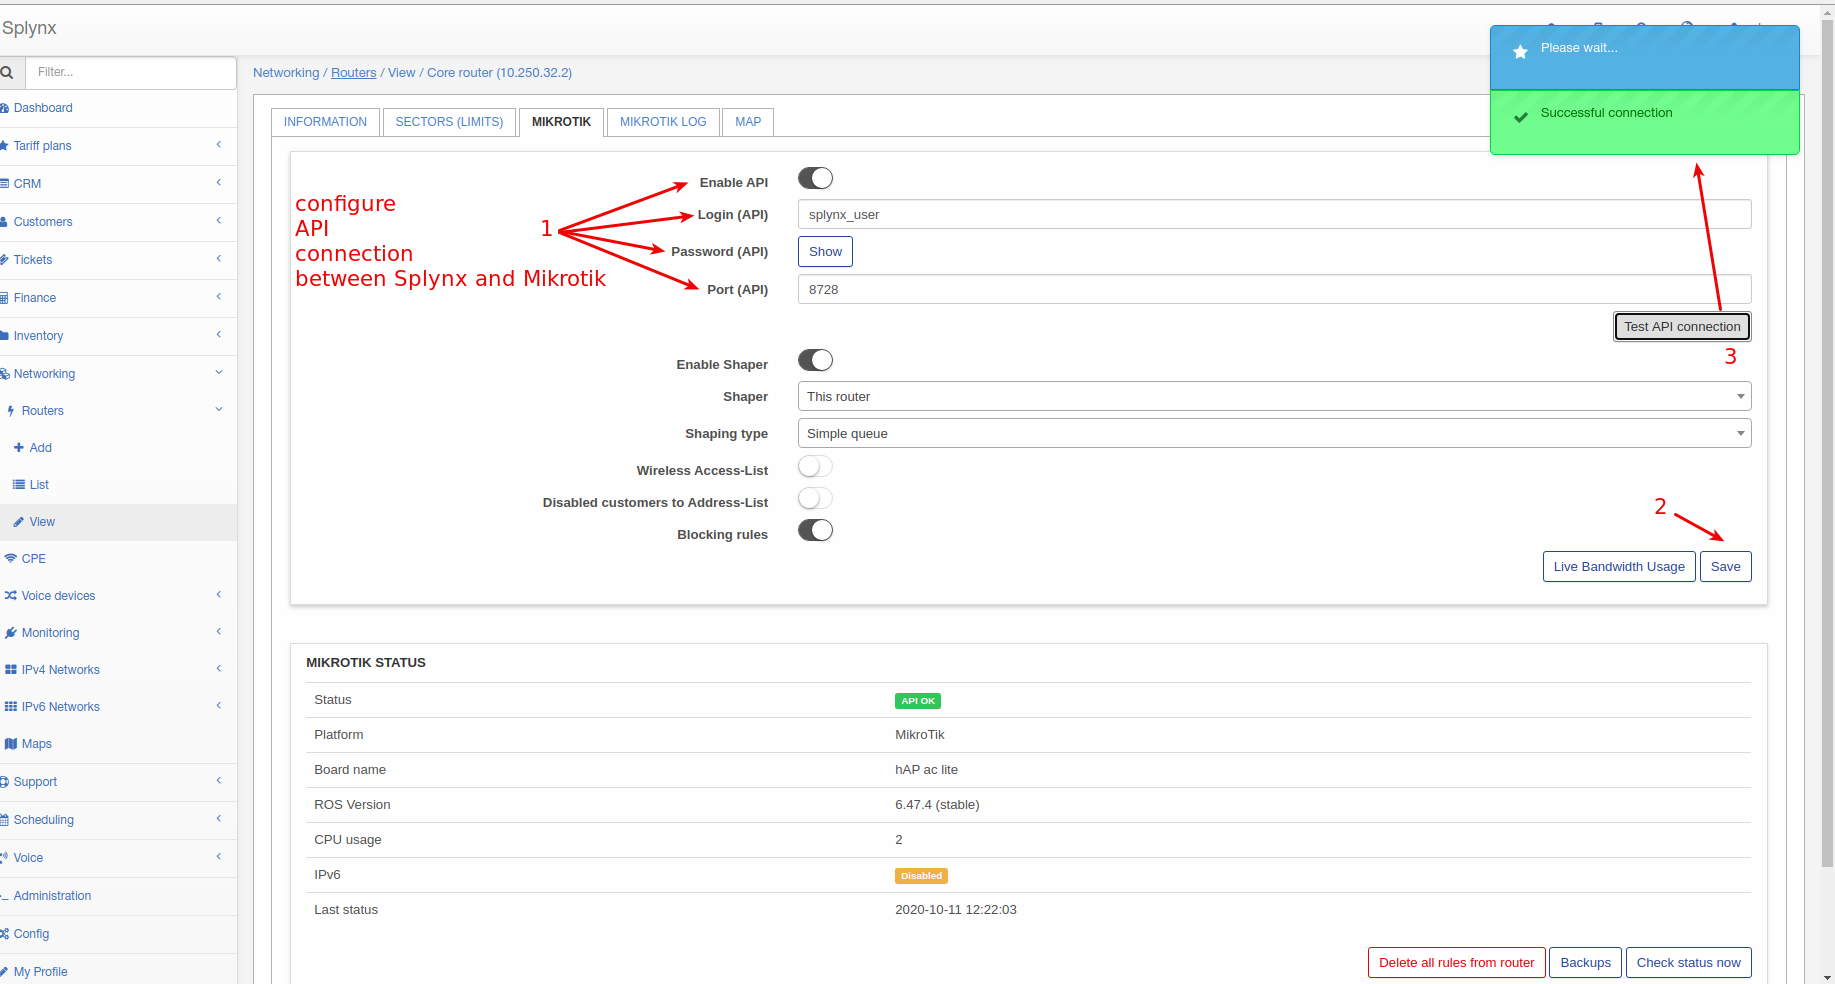 Splynx
Filter...
Dashboard
Tariff plans
CRM
Customers
Tickets
Finance
Inventory
Networking
Routers
Add
List
View
CPE
Voice devices
Monitoring
IPv4 Networks
IPv6 Networks
Maps
Support
Scheduling
Voice
Administration
Config
My Profile
Networking / Routers / View / Core router (10.250.32.2)
Please wait...
Successful connection
INFORMATION SECTORS (LIMITS) MIKROTIK MIKROTIK LOG MAP
configure
API
connection
between Splynx and Mikrotik
1
Enable API
Login (API) splynx_user
Password (API) Show
Port (API) 8728
Test API connection
3
Enable Shaper
Shaper This router
Shaping type Simple queue
Wireless Access-List
Disabled customers to Address-List
Blocking rules
2
Live Bandwidth Usage Save
MIKROTIK STATUS
Status API OK
Platform MikroTik
Board name hAP ac lite
ROS Version 6.47.4 (stable)
CPU usage 2
IPv6 Disabled
Last status 2020-10-11 12:22:03
Delete all rules from router Backups Check status now